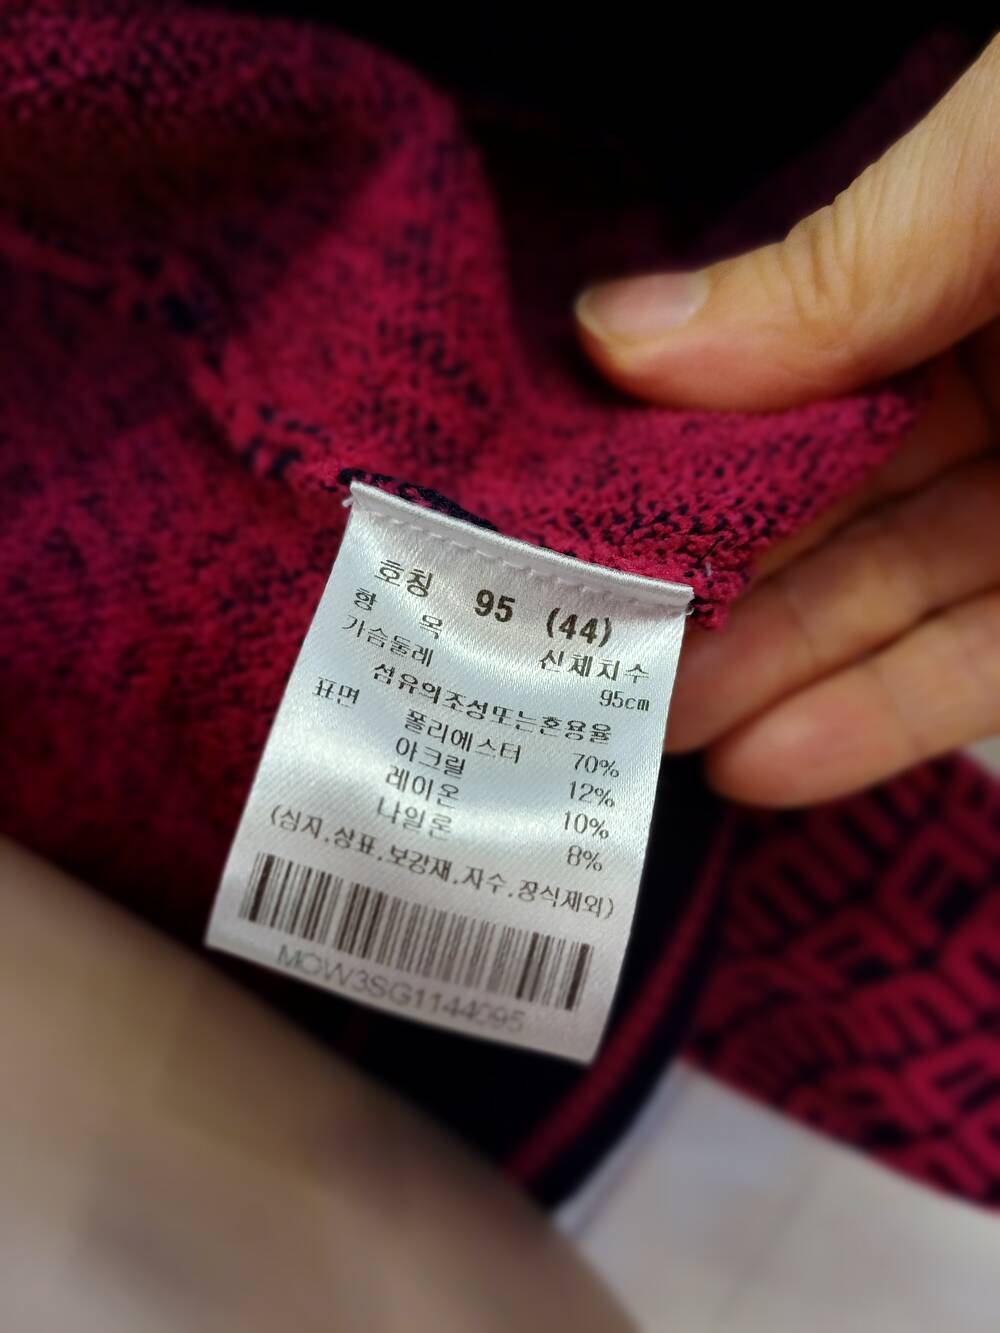 호칭 95 (44)
항 목 신체치수
가슴둘레 95cm
섬유의조성또는혼용율
표면 폴리에스터 70%
아크릴 12%
레이온 10%
나일론 8%
(심지.상표.보강재.자수.장식제외)
MOW3SG1144095